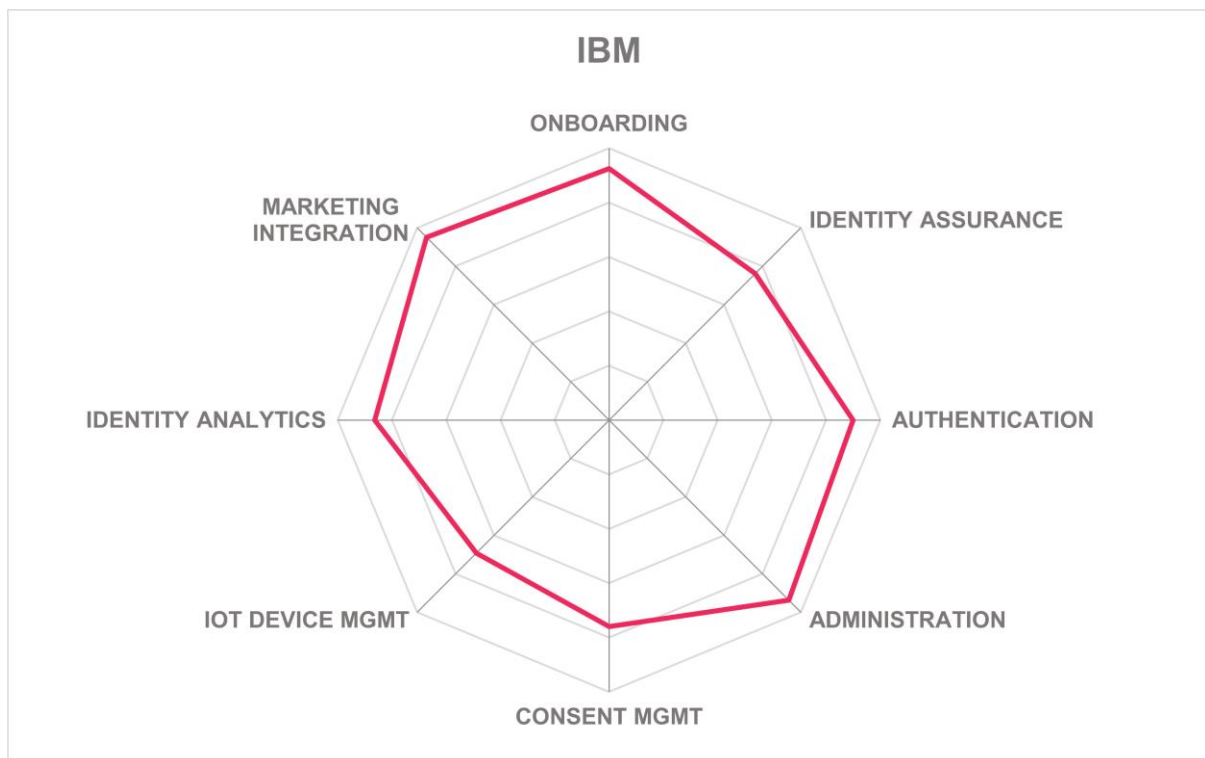 IBM
ONBOARDING
MARKETING
INTEGRATION
IDENTITY ASSURANCE
IDENTITY ANALYTICS
AUTHENTICATION
IOT DEVICE MGMT
ADMINISTRATION
CONSENT MGMT